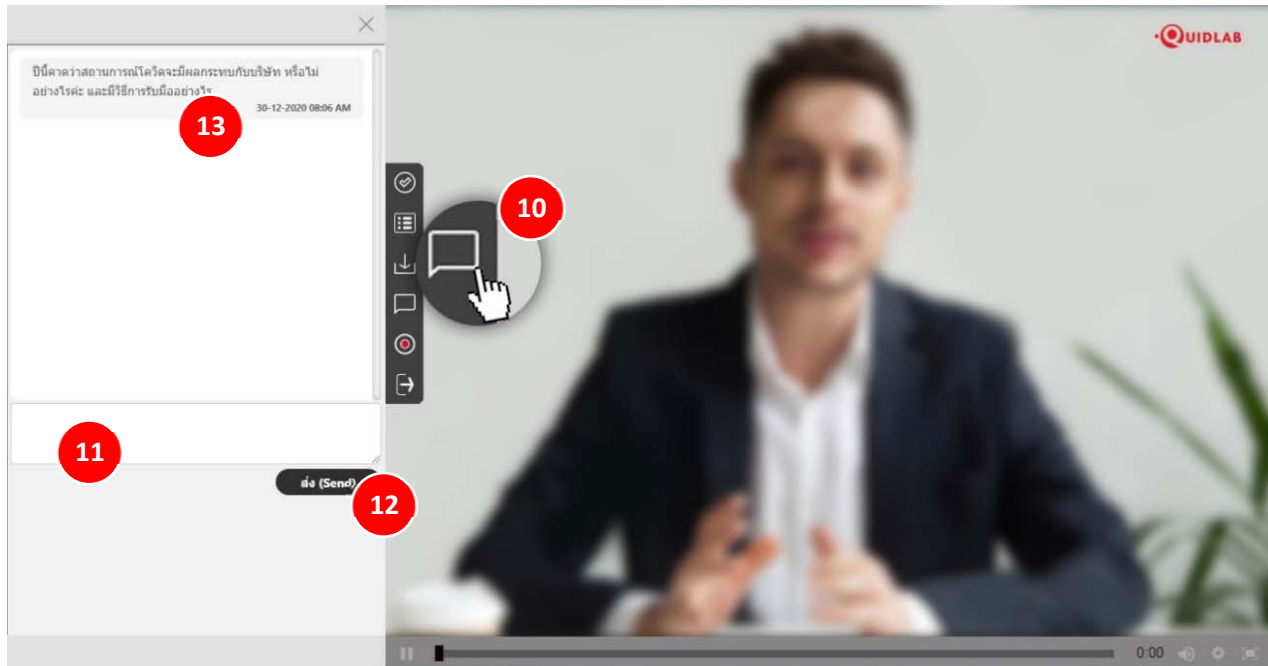 QUIDLAB
ปีนี้คาดว่าสถานการณ์โควิดจะมีผลกระทบกับบริษัท หรือไม่
อย่างไรค่ะ และมีวิธีการรับมืออย่างไร
30-12-2020 08:06 AM
13
10
11
ส่ง (Send)
12
0:00